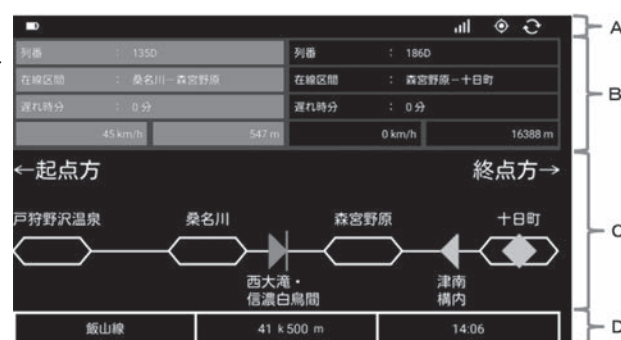 A
列番 : 135D 列番 : 186D
在線区間 : 桑名川－森宮野原 在線区間 : 森宮野原－十日町
B
遅れ時分 : 0 分 遅れ時分 : 0 分
45 km/h 547 m 0 km/h 16388 m
←起点方 終点方→
戸狩野沢温泉 桑名川 森宮野原 十日町
C
西大滝・ 津南
信濃白鳥間 構内
飯山線 41 k 500 m 14:06
D